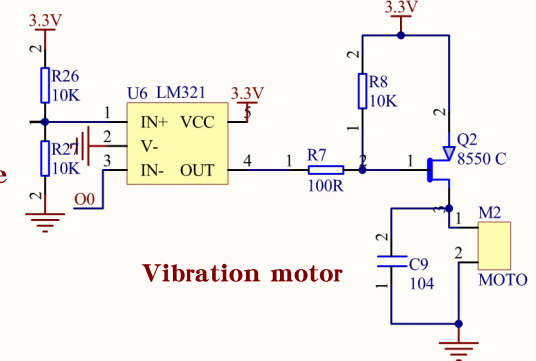 3.3V
3.3V
2
R26
10K
2
R8
10K
1
2
Q2
8550 C
U6 LM321
3.3V
5
1
IN+ VCC
2
V-
3
IN- OUT
4
R27
10K
2
O0
e
1
R7
100R
2
1
3
1
M2
2
MOTO
2
C9
104
1
Vibration motor